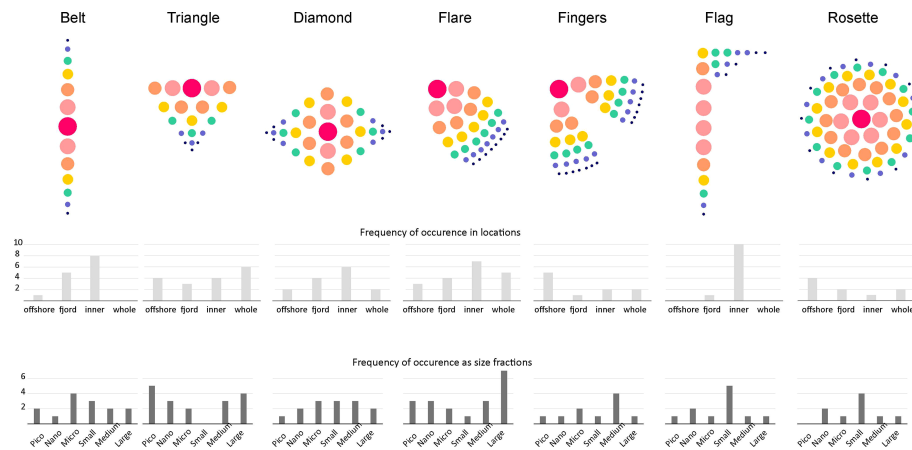 Belt Triangle Diamond Flare Fingers Flag Rosette
Frequency of occurence in locations
10
8
6
4
2
offshore fjord inner whole offshore fjord inner whole offshore fjord inner whole offshore fjord inner whole offshore fjord inner whole offshore fjord inner whole offshore fjord inner whole
Frequency of occurence as size fractions
6
4
2
Pico Nano Micro Small Medium Large Pico Nano Micro Small Medium Large Pico Nano Micro Small Medium Large Pico Nano Micro Small Medium Large Pico Nano Micro Small Medium Large Pico Nano Micro Small Medium Large Pico Nano Micro Small Medium Large